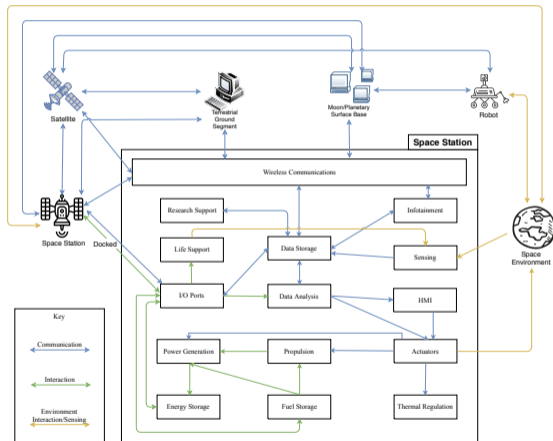 Satellite
Terrestrial
Ground
Segment
Moon/Planetary
Surface Base
Robot
Space Station
Wireless Communications
Research Support
Infotainment
Space Station
Docked
Life Support
Data Storage
Sensing
Space
Environment
I/O Ports
Data Analysis
HMI
Key
Communication
Interaction
Environment
Interaction/Sensing
Power Generation
Propulsion
Actuators
Energy Storage
Fuel Storage
Thermal Regulation